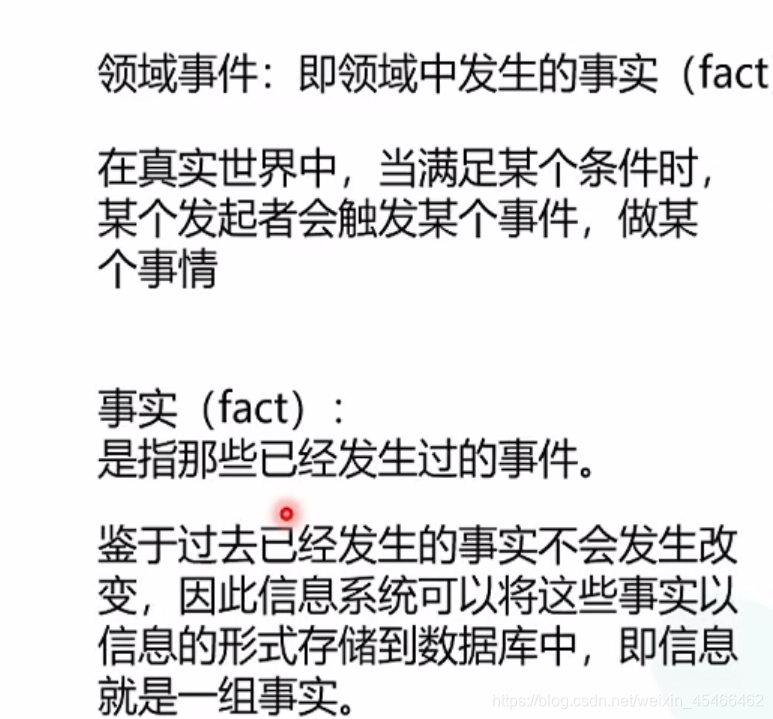 领域事件：即领域中发生的事实（fact
在真实世界中，当满足某个条件时，
某个发起者会触发某个事件，做某
个事情
事实（fact）：
是指那些已经发生过的事件。
鉴于过去已经发生的事实不会发生改
变，因此信息系统可以将这些事实以
信息的形式存储到数据库中，即信息
就是一组事实。
https://blog.csdn.net/weixin_45466462